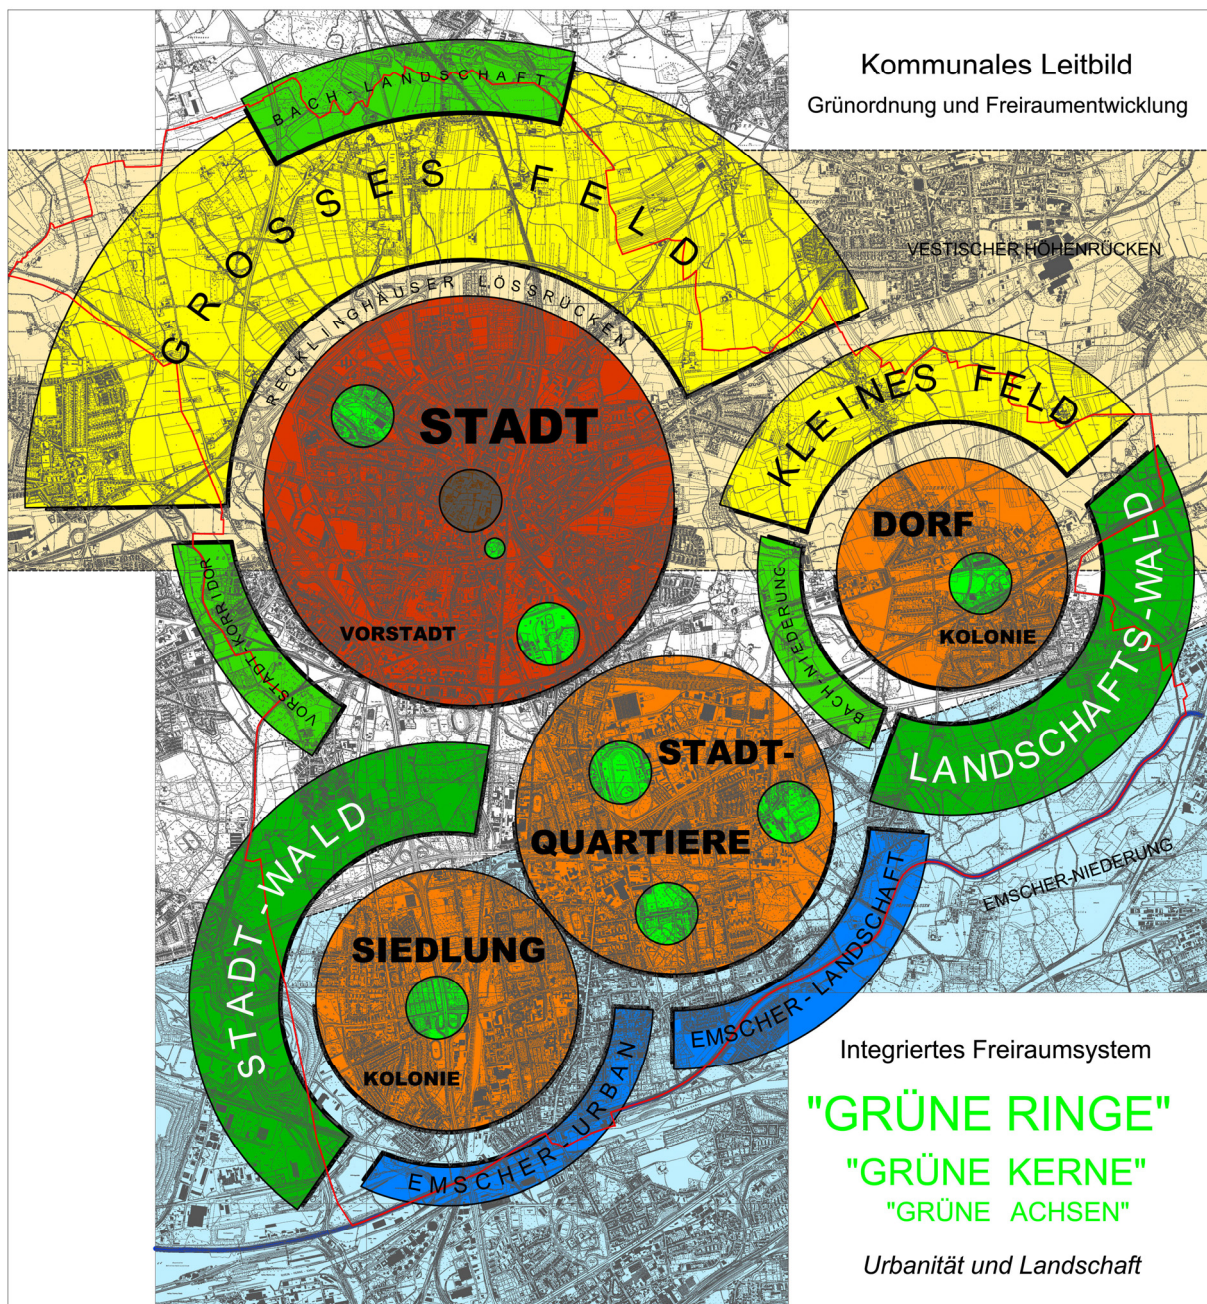 Kommunales Leitbild
Grünordnung und Freiraumentwicklung
BACH-LANDSCHAFT
GROSSES FELD
VESTISCHER HÖHENRÜCKEN
RECKLINGHÄUSER LÖSSRÜCKEN
KLEINES FELD
STADT
VORSTADT
DORF
KOLONIE
LANDSCHAFTS-WALD
VORSTADT-KORRIDOR
BACH-NIEDERUNG
STADT-
QUARTIERE
STADT-WALD
EMSCHER-NIEDERUNG
SIEDLUNG
KOLONIE
EMSCHER-LANDSCHAFT
EMSCHER-URBAN
Integriertes Freiraumsystem
"GRÜNE RINGE"
"GRÜNE KERNE"
"GRÜNE ACHSEN"
Urbanität und Landschaft